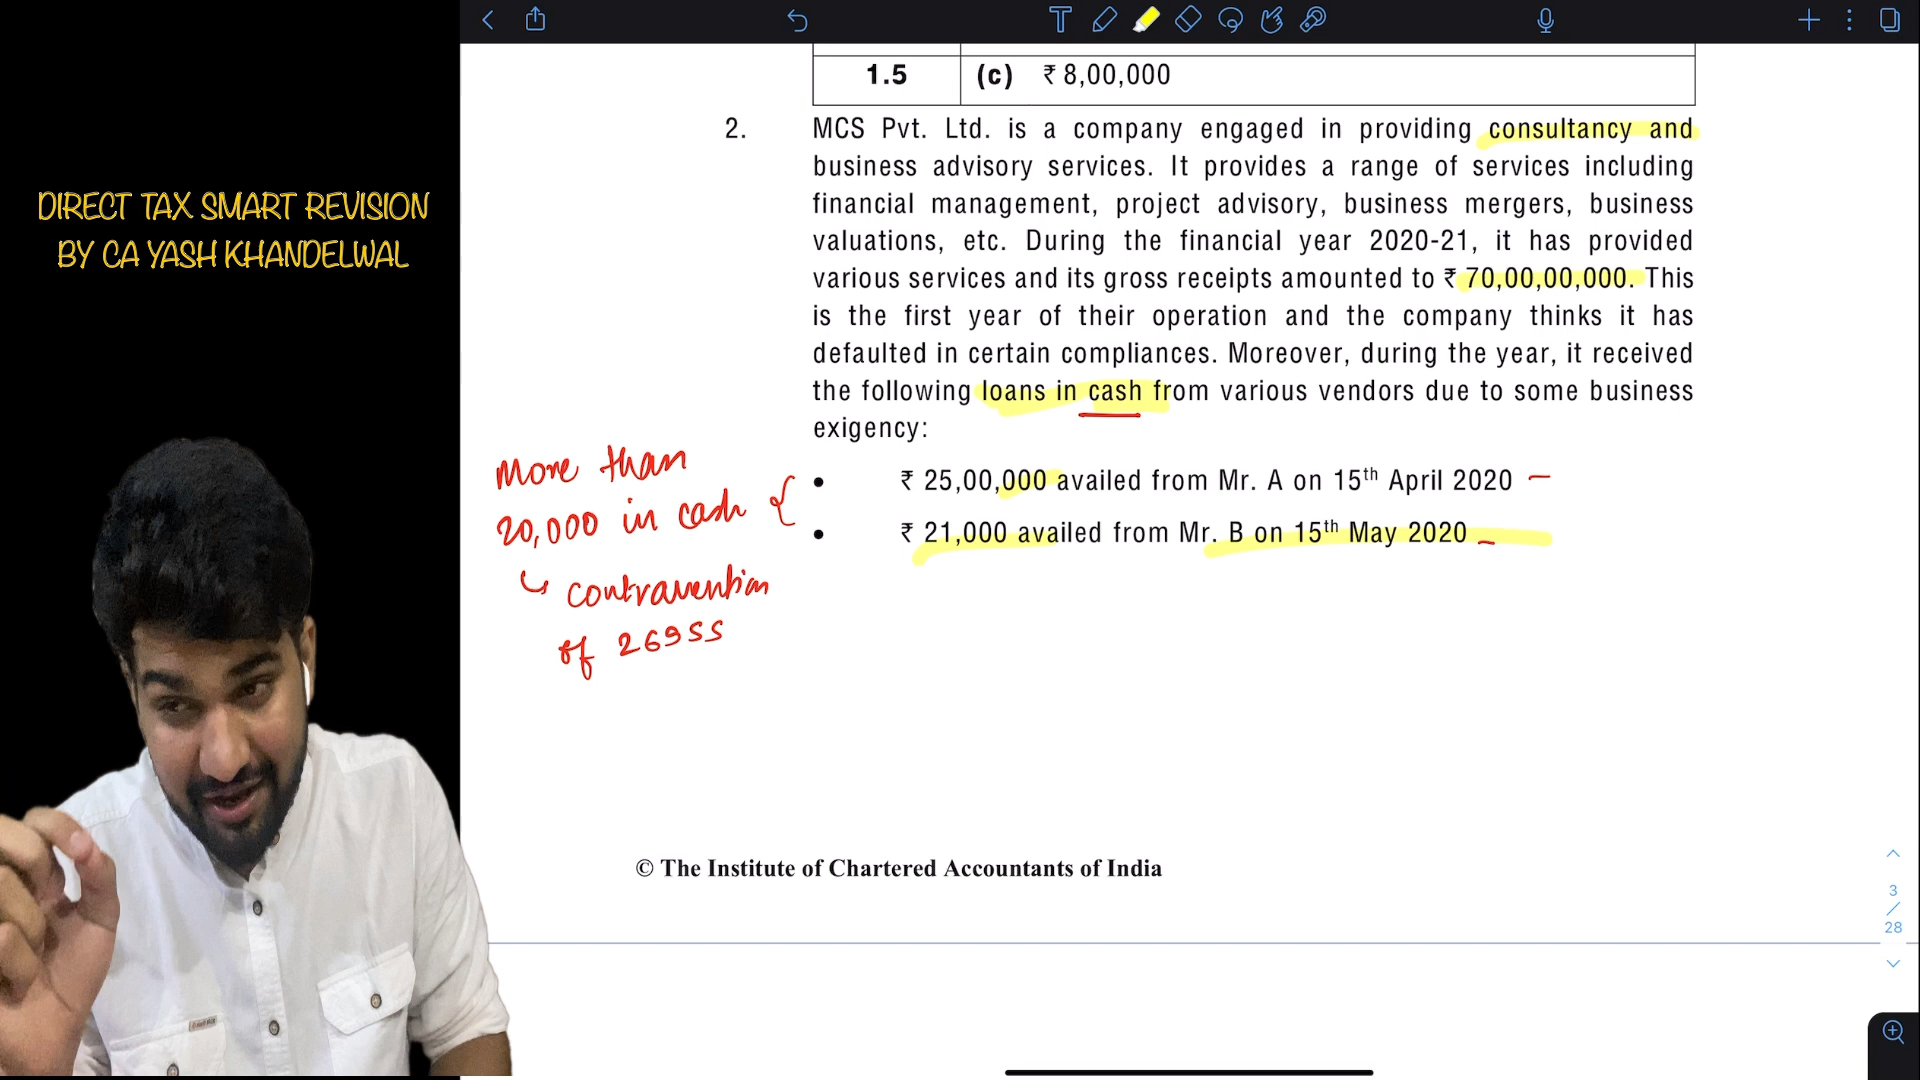 DIRECT TAX SMART REVISION
BY CA YASH KHANDELWAL
T
1.5 (c) ₹ 8,00,000
2. MCS Pvt. Ltd. is a company engaged in providing consultancy and
business advisory services. It provides a range of services including
financial management, project advisory, business mergers, business
valuations, etc. During the financial year 2020-21, it has provided
various services and its gross receipts amounted to ₹ 70,00,00,000. This
is the first year of their operation and the company thinks it has
defaulted in certain compliances. Moreover, during the year, it received
the following loans in cash from various vendors due to some business
exigency:
• ₹ 25,00,000 availed from Mr. A on 15th April 2020
• ₹ 21,000 availed from Mr. B on 15th May 2020
More than
20,000 in cash
contravention
of 269SS
© The Institute of Chartered Accountants of India
3
/
28